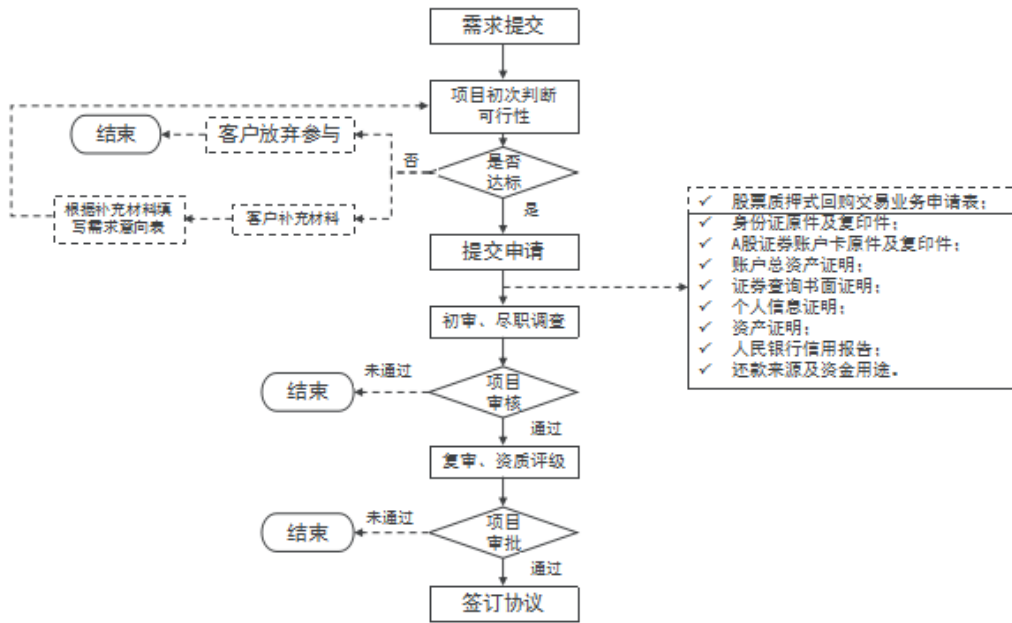 需求提交
项目初次判断
可行性
结束
客户放弃参与
否
是否
达标
根据补充材料填
写需求意向表
客户补充材料
是
提交申请
✓ 股票质押式回购交易业务申请表；
✓ 身份证原件及复印件；
✓ A股证券账户卡原件及复印件；
✓ 账户总资产证明；
✓ 证券查询书面证明；
✓ 个人信息证明；
✓ 资产证明；
✓ 人民银行信用报告；
✓ 还款来源及资金用途。
初审、尽职调查
结束
未通过
项目
审核
通过
复审、资质评级
结束
未通过
项目
审批
通过
签订协议